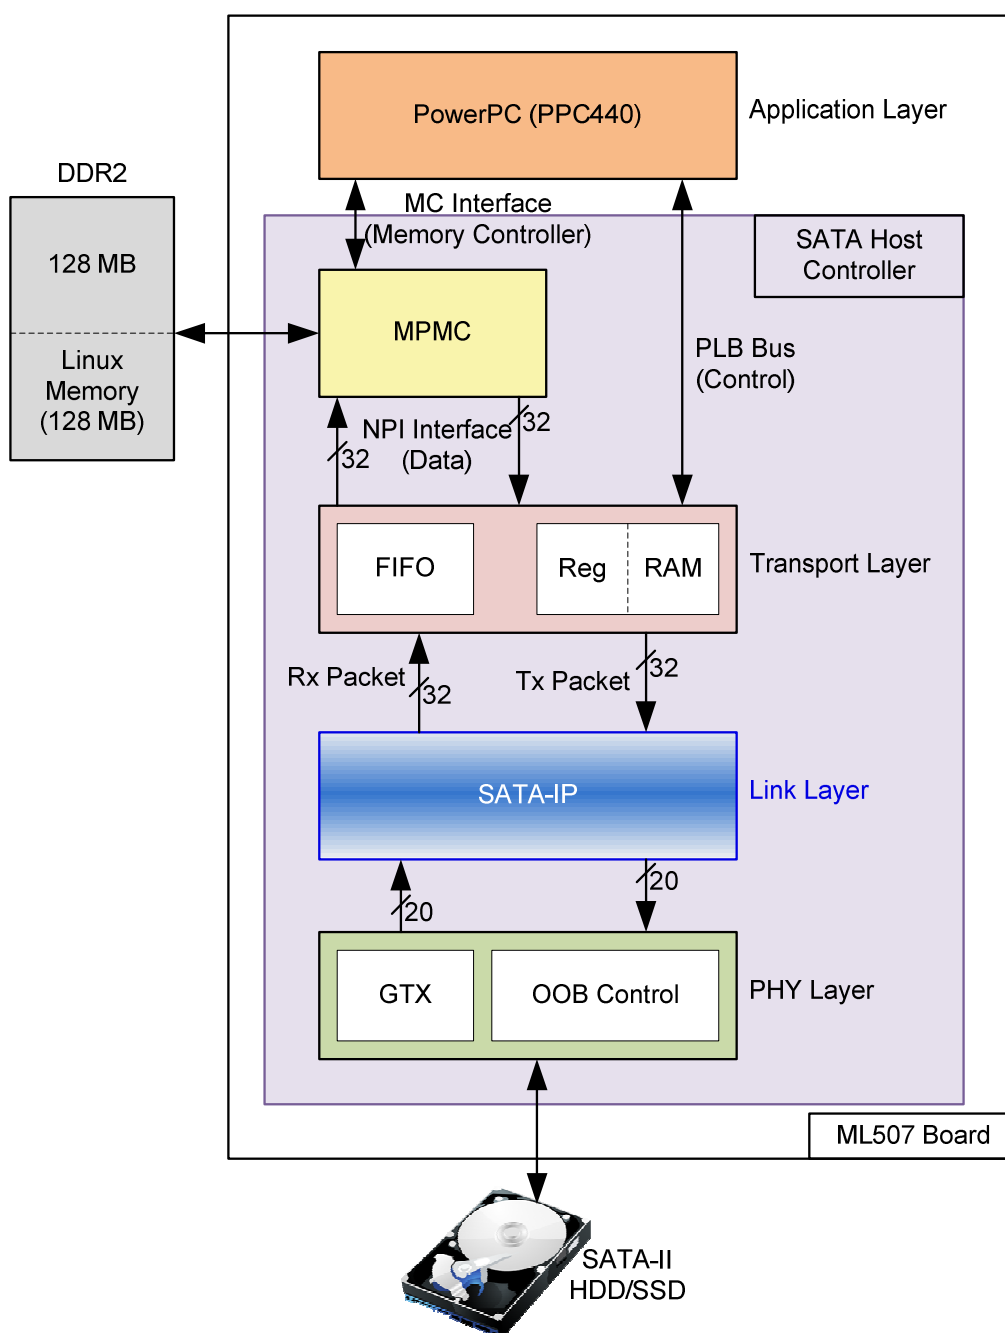 PowerPC (PPC440)
Application Layer
DDR2
128 MB
Linux
Memory
(128 MB)
MC Interface
(Memory Controller)
SATA Host
Controller
MPMC
PLB Bus
(Control)
NPI Interface
(Data)
32
32
FIFO
Reg
RAM
Transport Layer
Rx Packet
32
Tx Packet
32
SATA-IP
Link Layer
20
20
GTX
OOB Control
PHY Layer
ML507 Board
SATA-II
HDD/SSD